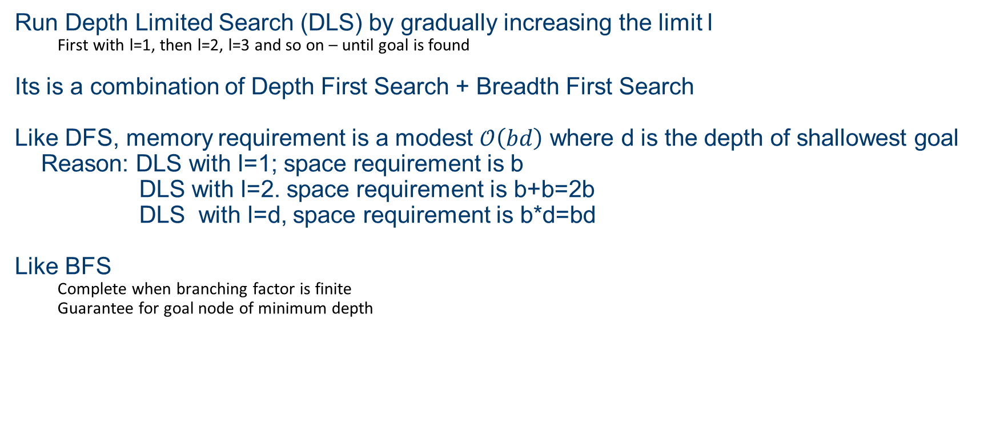 Run Depth Limited Search (DLS) by gradually increasing the limit l
First with l=1, then l=2, l=3 and so on – until goal is found
Its is a combination of Depth First Search + Breadth First Search
Like DFS, memory requirement is a modest 𝒪(𝑏𝑑) where d is the depth of shallowest goal
Reason: DLS with l=1; space requirement is b
DLS with l=2. space requirement is b+b=2b
DLS with l=d, space requirement is b*d=bd
Like BFS
Complete when branching factor is finite
Guarantee for goal node of minimum depth